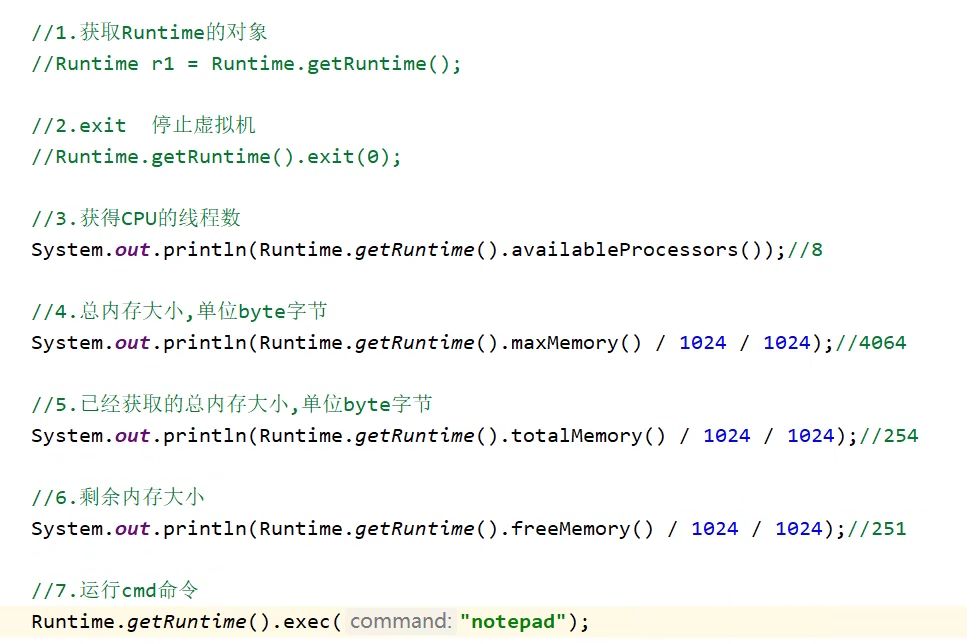 //1.获取Runtime的对象
//Runtime r1 = Runtime.getRuntime();
//2.exit  停止虚拟机
//Runtime.getRuntime().exit(0);
//3.获得CPU的线程数
System.out.println(Runtime.getRuntime().availableProcessors());//8
//4.总内存大小,单位byte字节
System.out.println(Runtime.getRuntime().maxMemory() / 1024 / 1024);//4064
//5.已经获取的总内存大小,单位byte字节
System.out.println(Runtime.getRuntime().totalMemory() / 1024 / 1024);//254
//6.剩余内存大小
System.out.println(Runtime.getRuntime().freeMemory() / 1024 / 1024);//251
//7.运行cmd命令
Runtime.getRuntime().exec( command: "notepad");